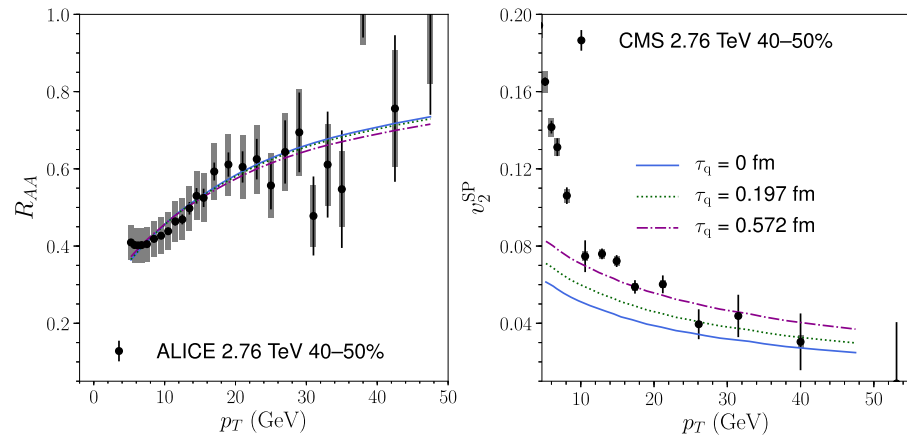 1.0
0.8
0.6
0.4
0.2
R_{AA}
0 10 20 30 40 50
p_T (GeV)
ALICE 2.76 TeV 40–50%
0.20
0.16
0.12
0.08
0.04
v_2^{SP}
10 20 30 40 50
p_T (GeV)
CMS 2.76 TeV 40–50%
τ_q = 0 fm
τ_q = 0.197 fm
τ_q = 0.572 fm